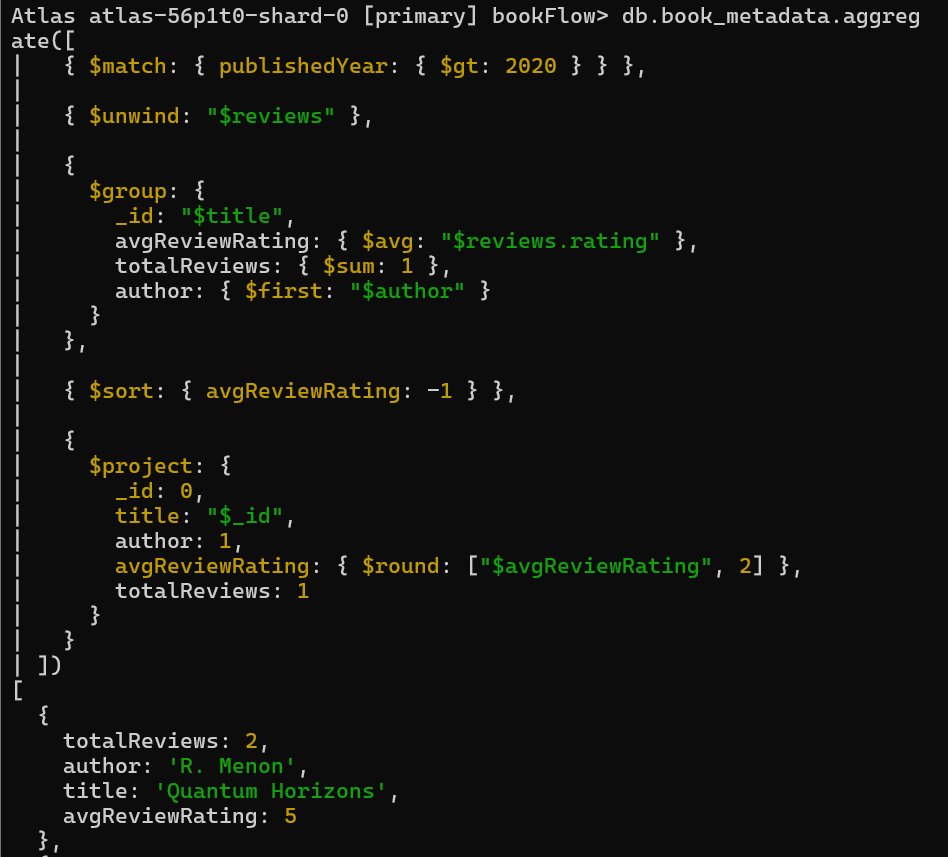 Atlas atlas-56p1t0-shard-0 [primary] bookFlow> db.book_metadata.aggreg
ate([
|   { $match: { publishedYear: { $gt: 2020 } } },
|
|   { $unwind: "$reviews" },
|
|   {
|     $group: {
|       _id: "$title",
|       avgReviewRating: { $avg: "$reviews.rating" },
|       totalReviews: { $sum: 1 },
|       author: { $first: "$author" }
|     }
|   },
|
|   { $sort: { avgReviewRating: -1 } },
|
|   {
|     $project: {
|       _id: 0,
|       title: "$_id",
|       author: 1,
|       avgReviewRating: { $round: ["$avgReviewRating", 2] },
|       totalReviews: 1
|     }
|   }
| ])
[
  {
    totalReviews: 2,
    author: 'R. Menon',
    title: 'Quantum Horizons',
    avgReviewRating: 5
  },